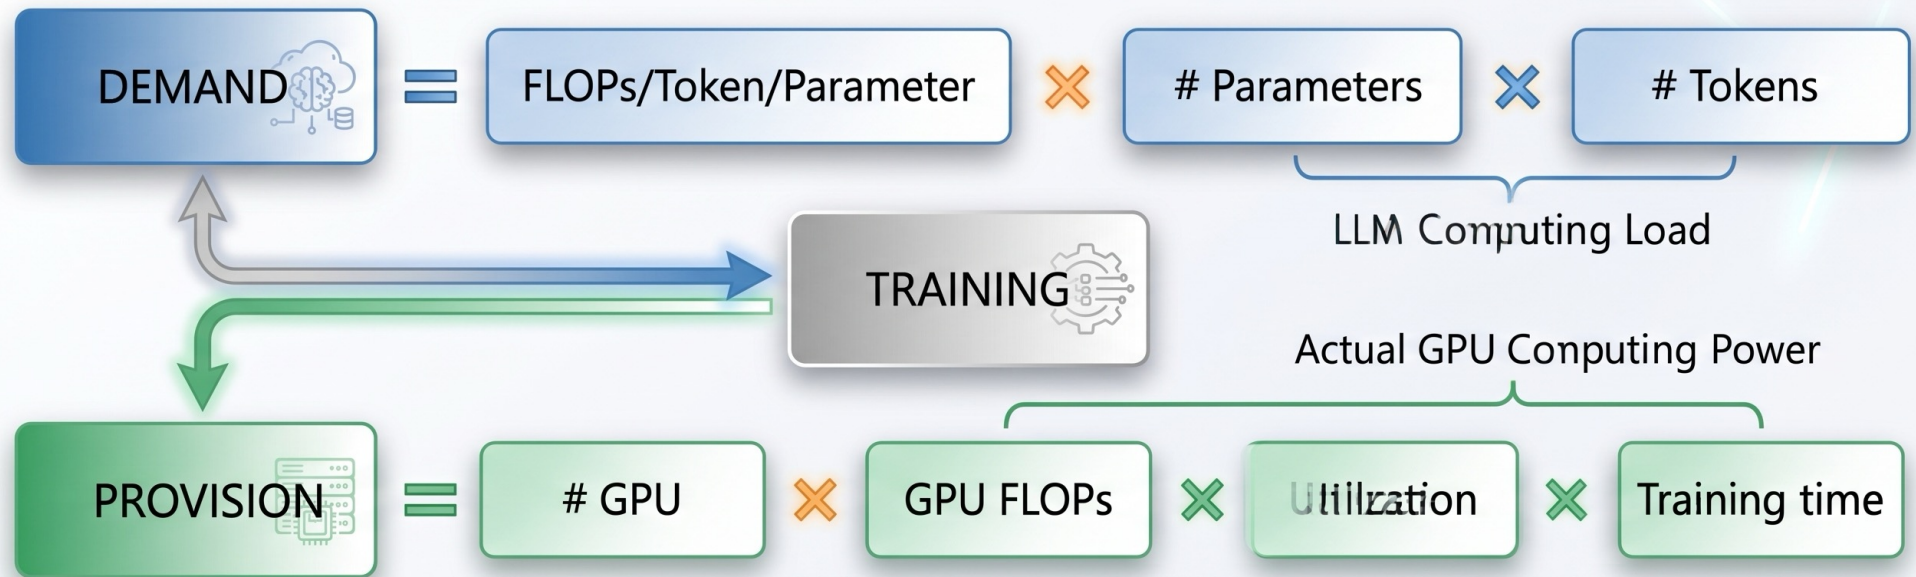 DEMAND
FLOPs/Token/Parameter
# Parameters
# Tokens
LLM Computing Load
TRAINING
Actual GPU Computing Power
PROVISION
# GPU
GPU FLOPs
Training time